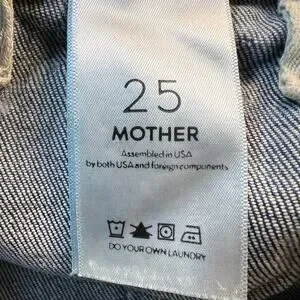 25
MOTHER
Assembled in USA
by both USA and foreign components
DO YOUR OWN LAUNDRY